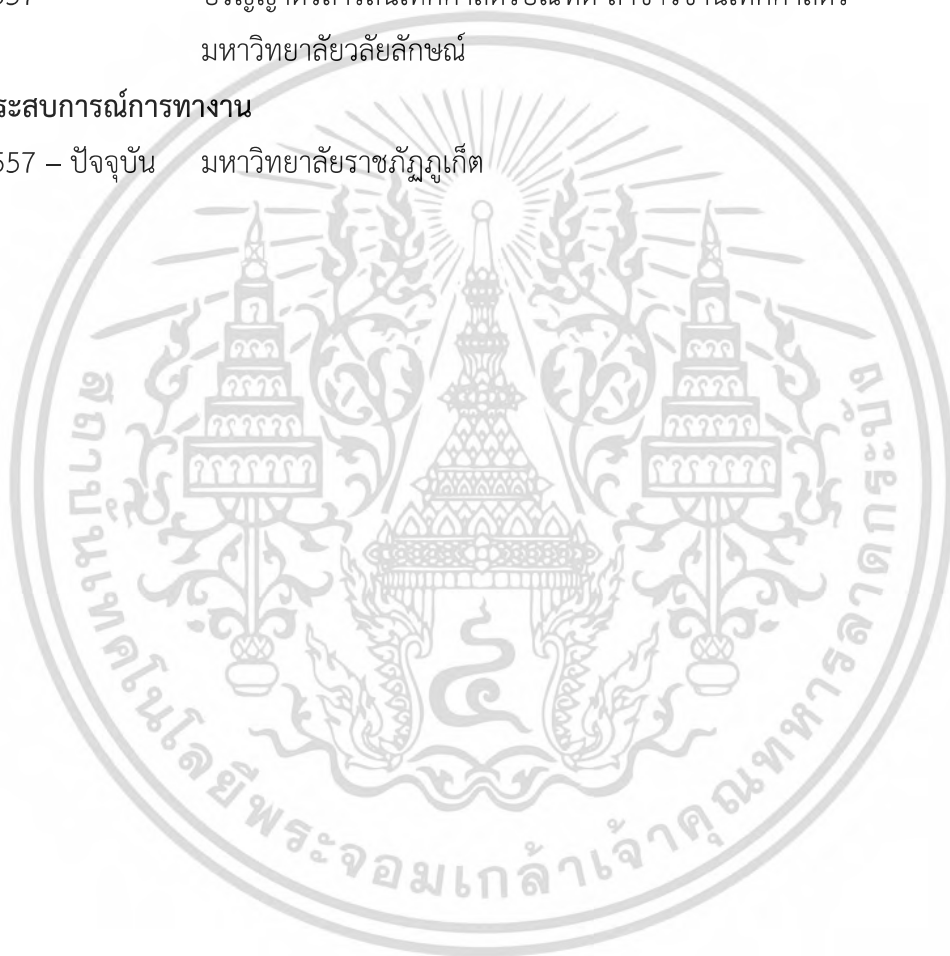 มหาวิทยาลัยวลัยลักษณ์
ระสบการณ์การทางาน
557 – ปัจจุบัน มหาวิทยาลัยราชภัฏภูเก็ต
สถาบันเทคโนโลยีพระจอมเกล้าเจ้าคุณทหารลาดกระบัง
๔